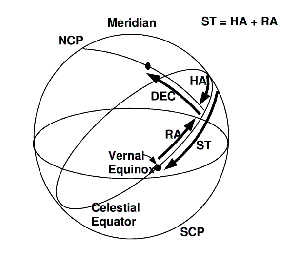 Meridian
ST = HA + RA
NCP
HA
DEC
RA
ST
Vernal
Equinox
Celestial
Equator
SCP